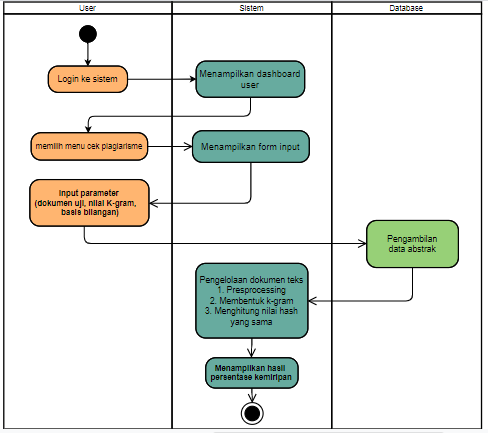 User
Sistem
Database
Login ke sistem
Menampilkan dashboard
user
memilih menu cek plagiarisme
Menampilkan form input
Input parameter
(dokumen uji, nilai K-gram,
basis bilangan)
Pengambilan
data abstrak
Pengelolaan dokumen teks
1. Presprocessing
2. Membentuk k-gram
3. Menghitung nilai hash
yang sama
Menampilkan hasil
persentase kemiripan